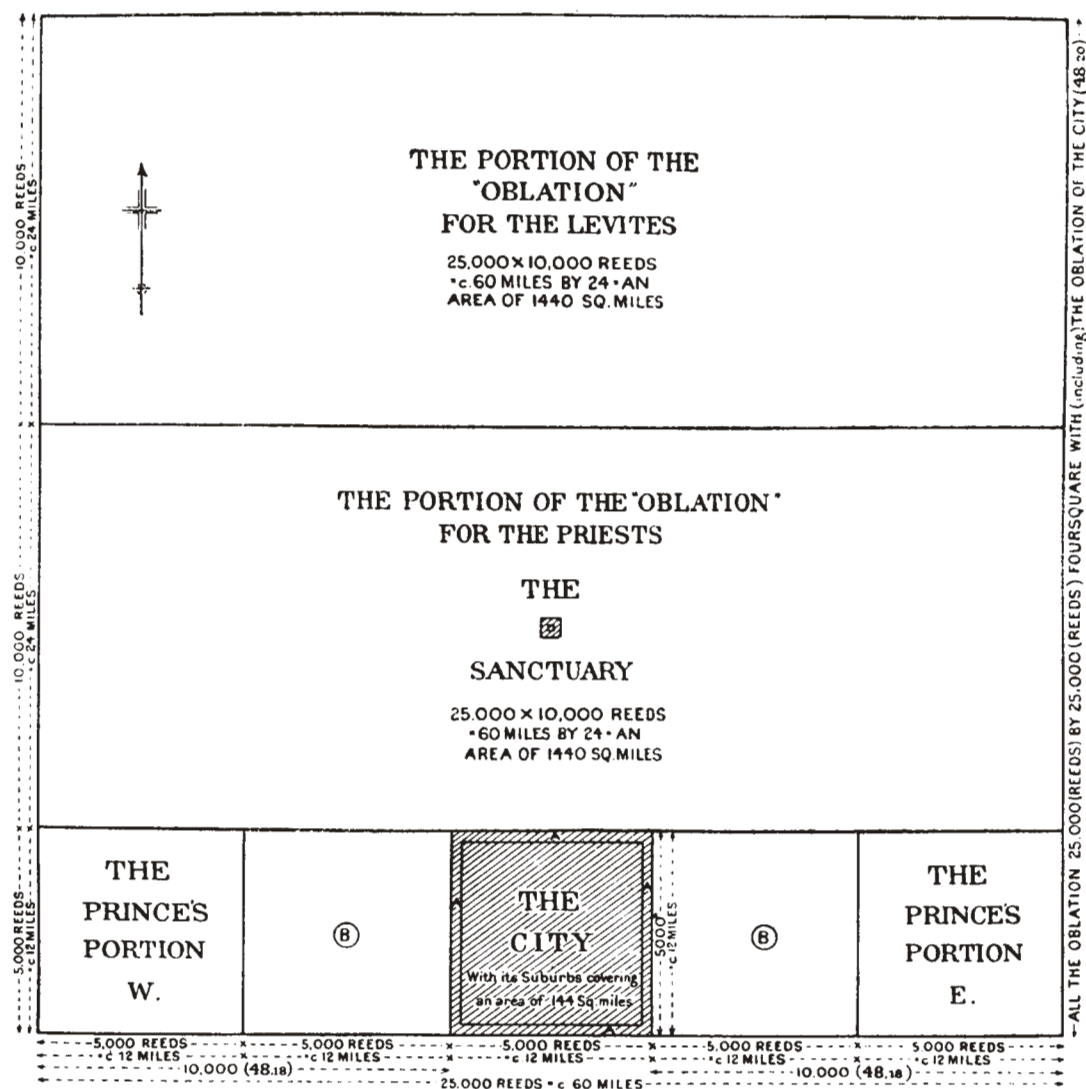 THE PORTION OF THE
"OBLATION"
FOR THE LEVITES
25,000 × 10,000 REEDS
=c. 60 MILES BY 24 = AN
AREA OF 1440 SQ. MILES
10,000 REEDS
=c 24 MILES
THE PORTION OF THE "OBLATION"
FOR THE PRIESTS
THE
SANCTUARY
25.000 × 10,000 REEDS
=60 MILES BY 24 = AN
AREA OF 1440 SQ. MILES
10,000 REEDS
=c 24 MILES
ALL THE OBLATION 25.000 (REEDS) BY 25.000 (REEDS) FOURSQUARE WITH (including) THE OBLATION OF THE CITY (48.20)
5,000 REEDS
=c 12 MILES
THE
PRINCE'S
PORTION
W.
B
THE
CITY
With its Suburbs covering
an area of 144 Sq. miles
5000
=c 12 MILES
B
THE
PRINCE'S
PORTION
E.
5,000 REEDS 5,000 REEDS 5,000 REEDS 5,000 REEDS 5,000 REEDS
=c 12 MILES =c 12 MILES =c 12 MILES =c 12 MILES =c 12 MILES
10.000 (48.18) 10.000 (48.18)
25.000 REEDS = c 60 MILES